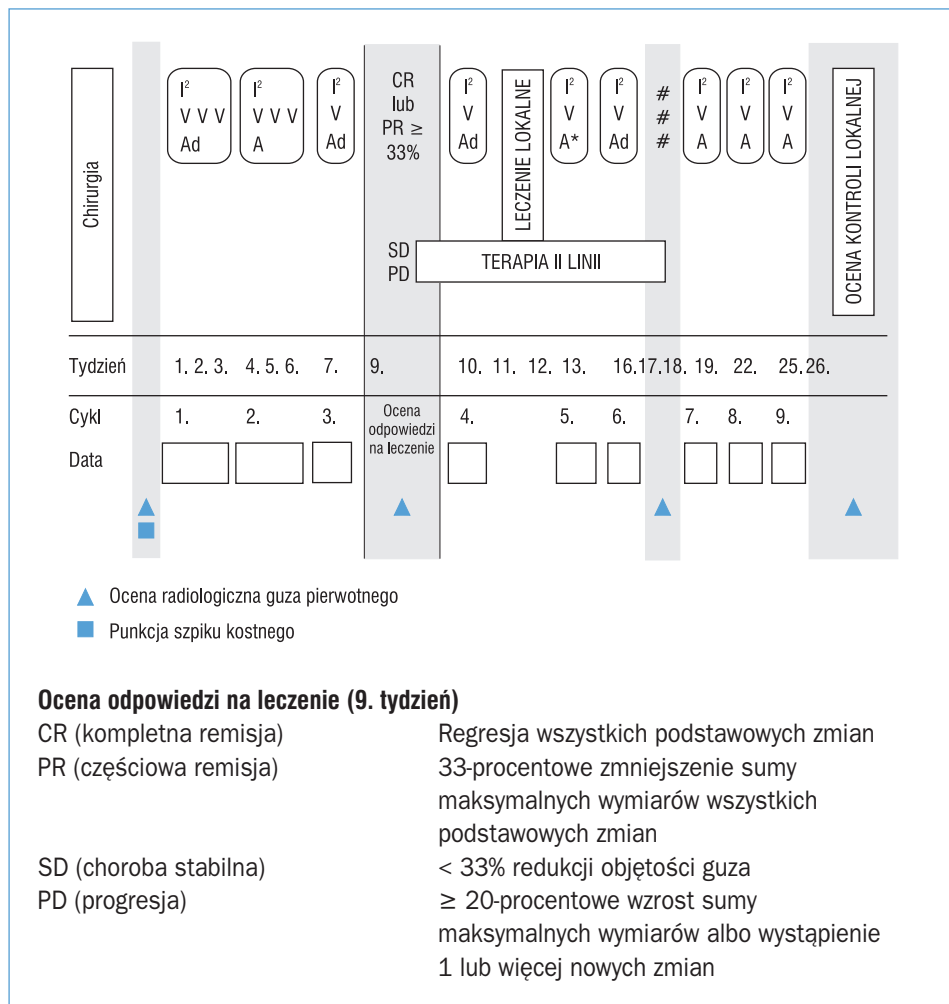 Chirurgia
I²
V V V
Ad
I²
V V V
A
I²
V
Ad
CR
lub
PR ≥
33%
I²
V
Ad
LECZENIE LOKALNE
I²
V
A*
I²
V
Ad
#
#
#
I²
V
A
I²
V
A
I²
V
A
OCENA KONTROLI LOKALNEJ
SD
PD
TERAPIA II LINII
Tydzień 1. 2. 3. 4. 5. 6. 7. 9. 10. 11. 12. 13. 16. 17. 18. 19. 22. 25. 26.
Cykl 1. 2. 3. Ocena 4. 5. 6. 7. 8. 9.
odpowiedzi
na leczenie
Data
Ocena radiologiczna guza pierwotnego
Punkcja szpiku kostnego
Ocena odpowiedzi na leczenie (9. tydzień)
CR (kompletna remisja) Regresja wszystkich podstawowych zmian
PR (częściowa remisja) 33-procentowe zmniejszenie sumy
maksymalnych wymiarów wszystkich
podstawowych zmian
SD (choroba stabilna) < 33% redukcji objętości guza
PD (progresja) ≥ 20-procentowe wzrost sumy
maksymalnych wymiarów albo wystąpienie
1 lub więcej nowych zmian